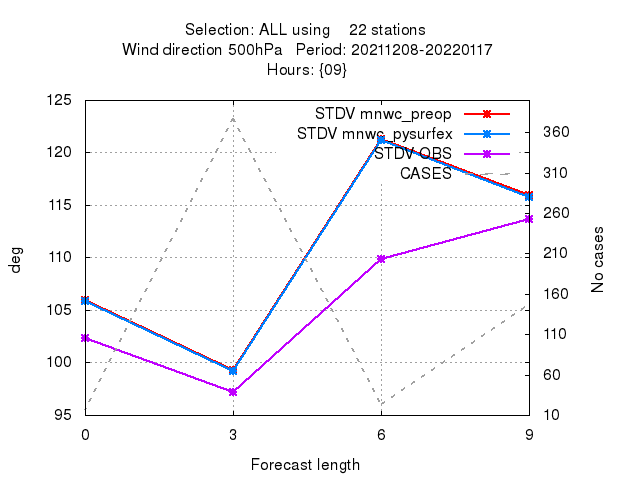 Selection: ALL using 22 stations
Wind direction 500hPa Period: 20211208-20220117
Hours: {09}
STDV mnwc_preop
STDV mnwc_pysurfex
STDV OBS
CASES
125
120
115
110
105
100
95
deg
360
310
260
210
160
110
60
10
No cases
0 3 6 9
Forecast length